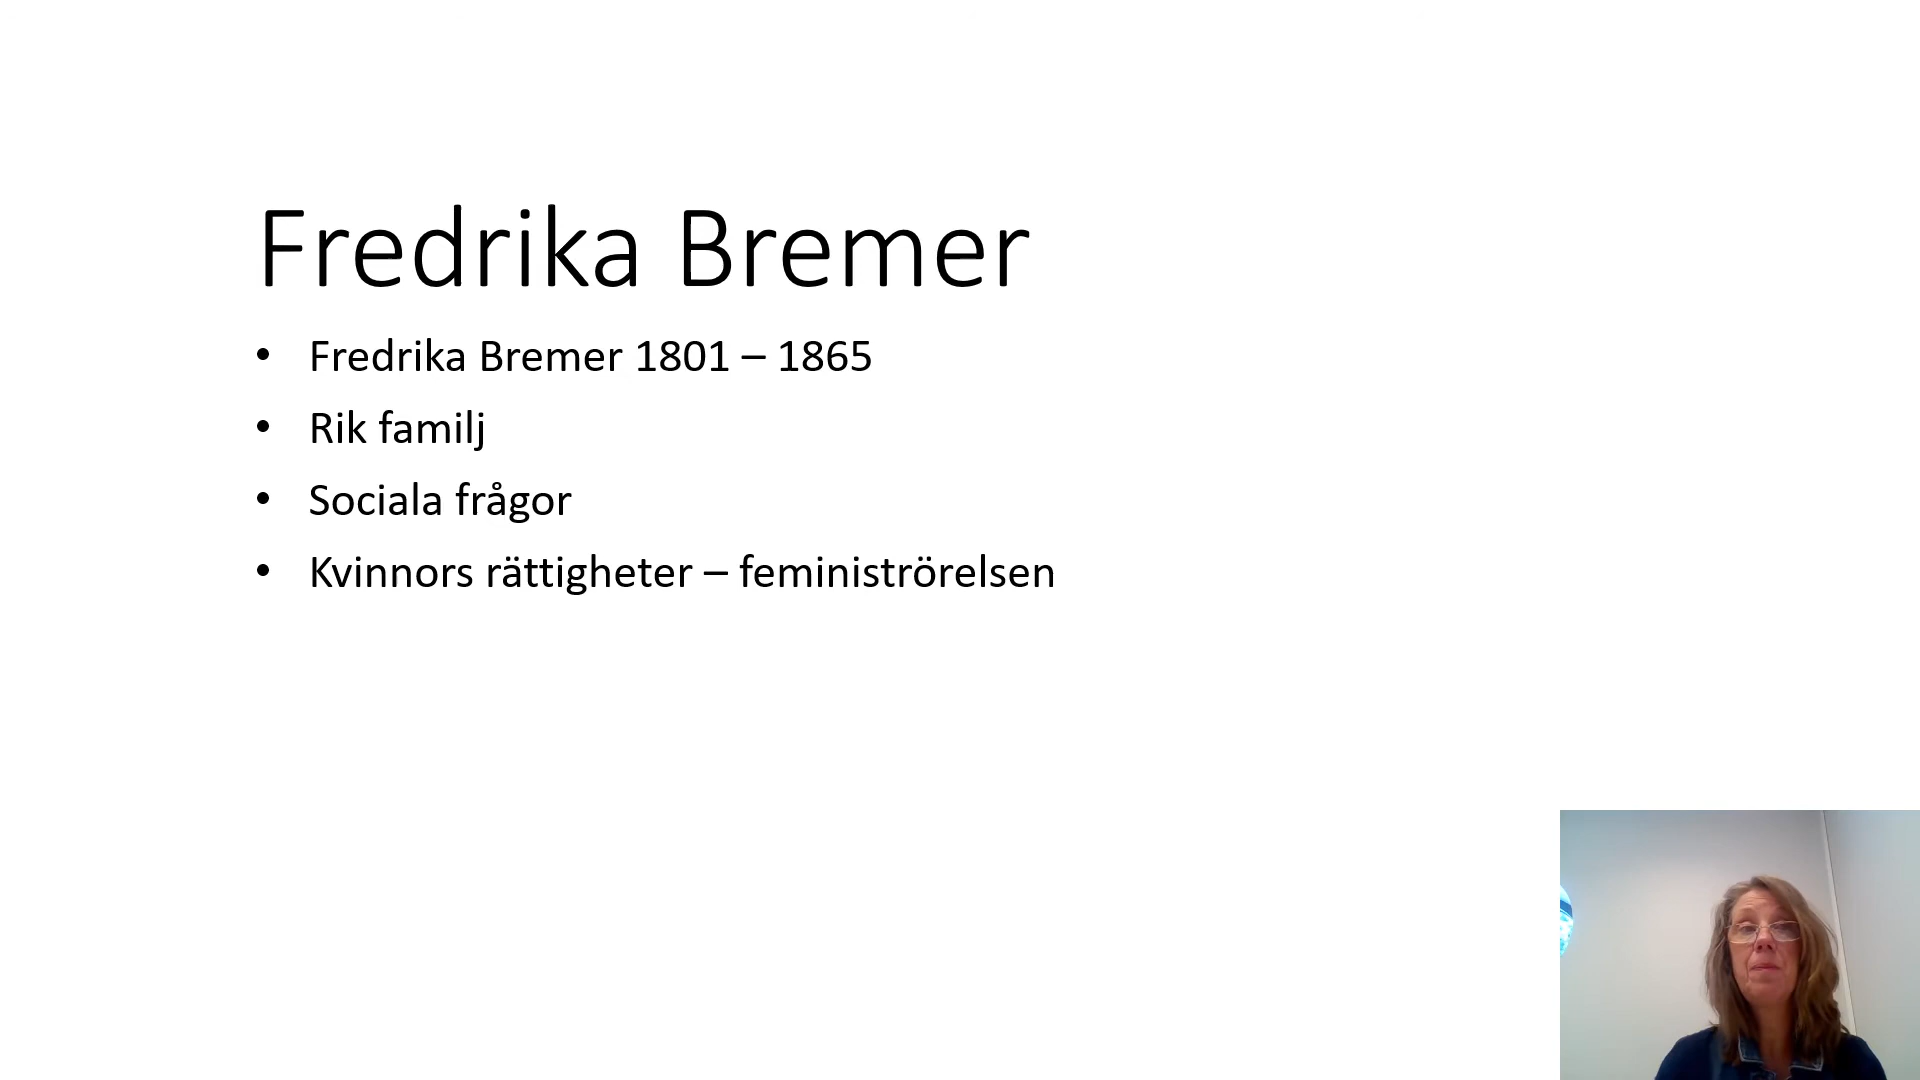 Fredrika Bremer
• Fredrika Bremer 1801 – 1865
• Rik familj
• Sociala frågor
• Kvinnors rättigheter – feministrörelsen